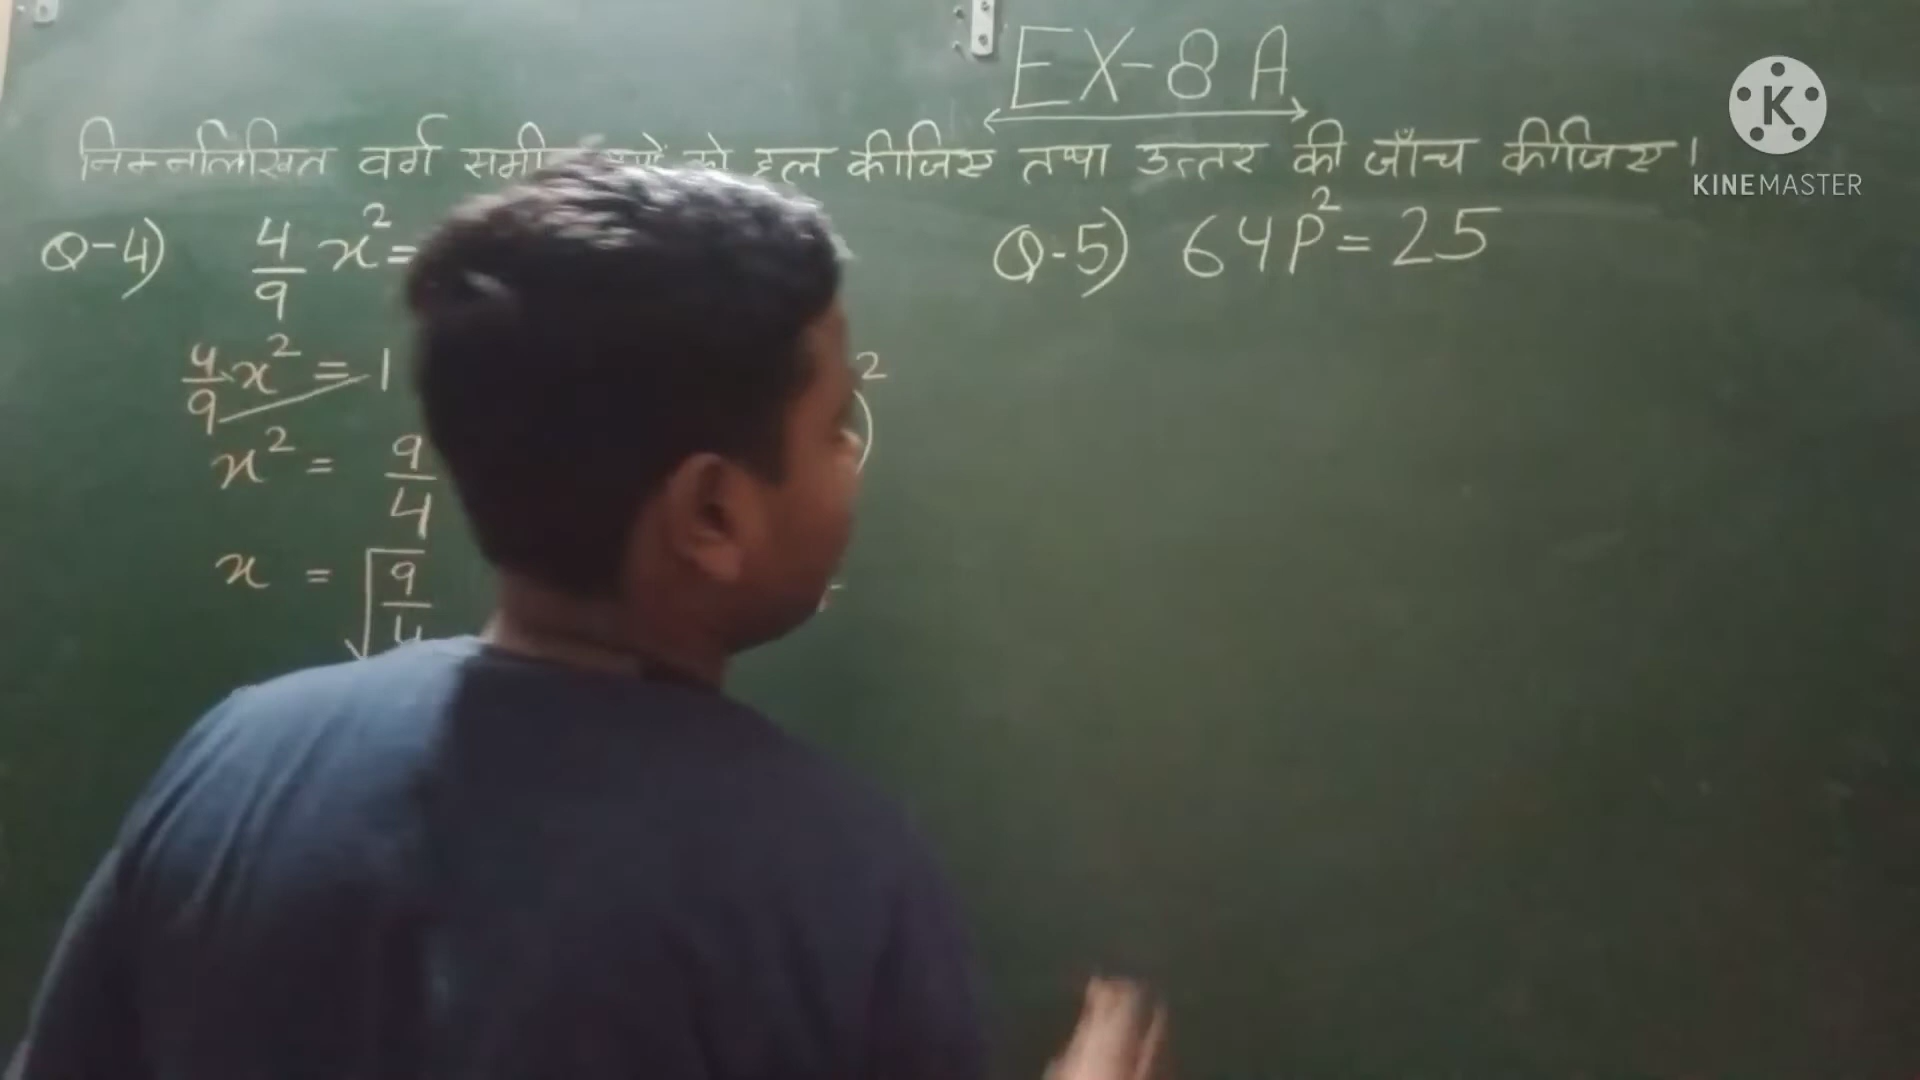 EX-8 A
निम्नलिखित वर्ग को हल कीजिए तथा उत्तर की जाँच कीजिए।
Q-4) 4/9 x² =
4/9 x² = 1
x² = 9/4
x = √9/4
2
)
Q-5) 64P² = 25
KINEMASTER